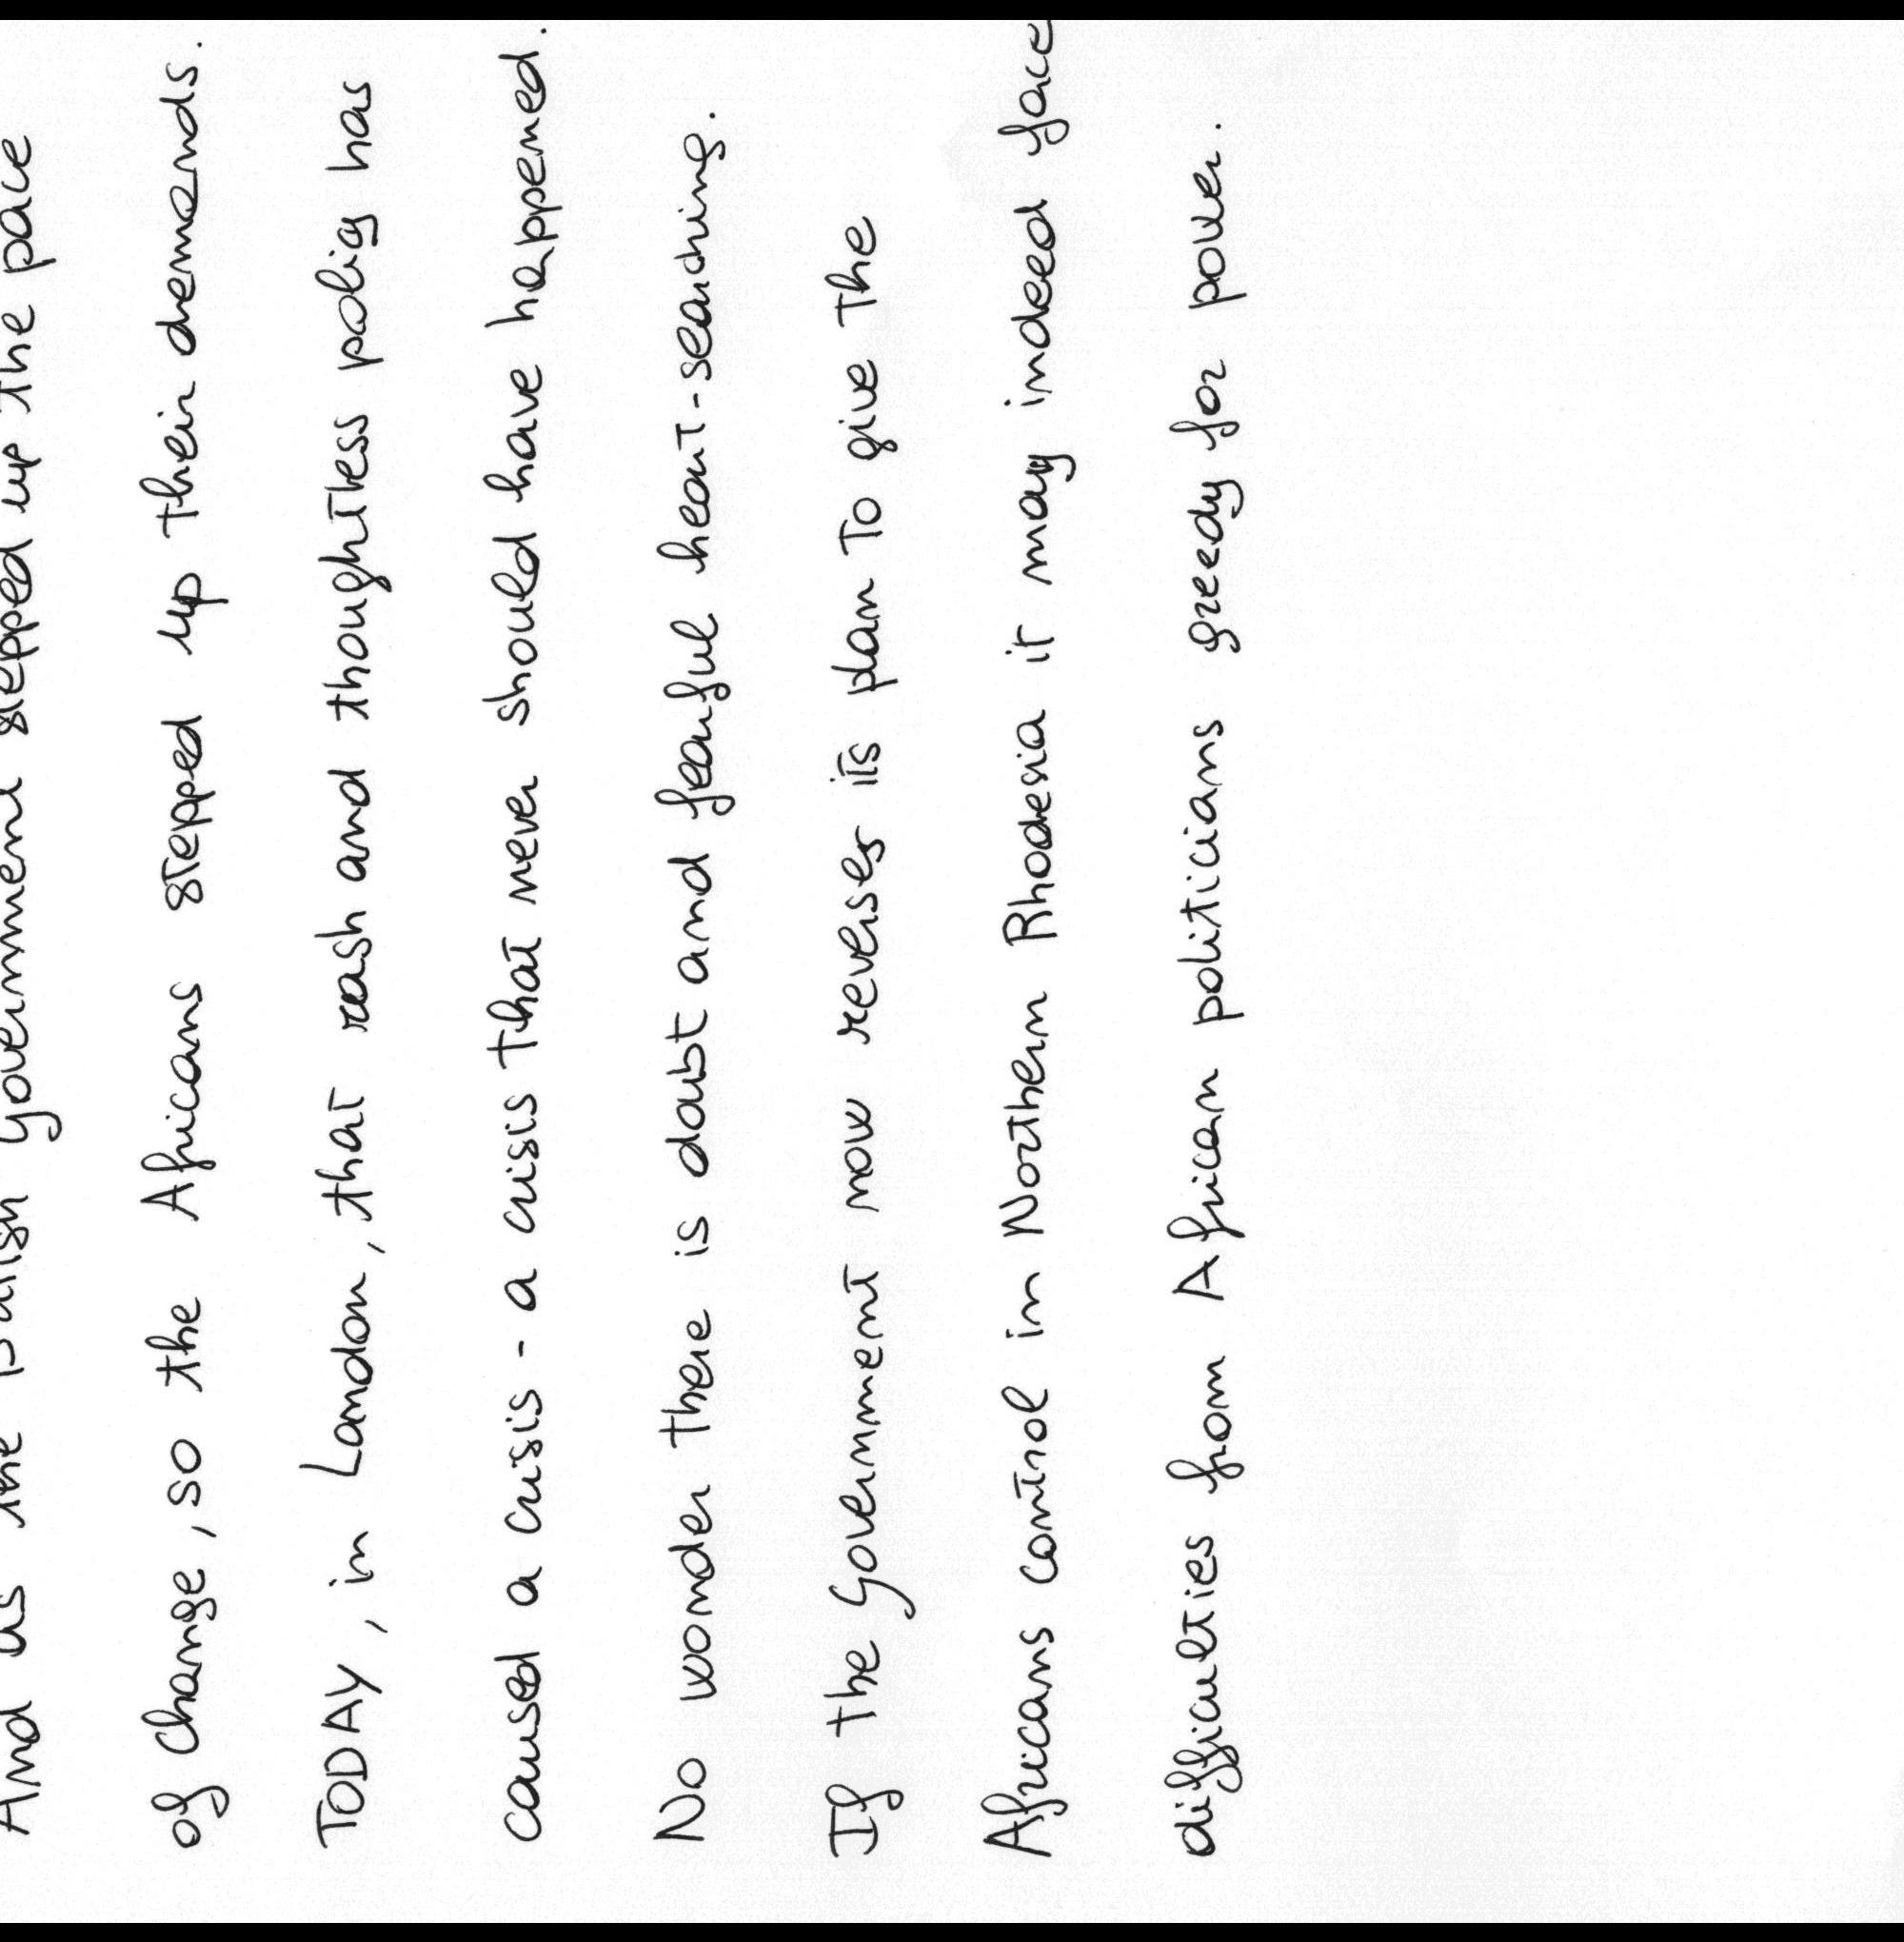 And as the British Government stepped up the pace
of change, so the Africans stepped up their demands.
TODAY, in London, that rash and thoughtless policy has
caused a crisis - a crisis that never should have happened.
No wonder there is doubt and fearful heart-searching.
If the Government now reverses its plan to give the
Africans control in Northern Rhodesia it may indeed face
difficulties from African politicians greedy for power.